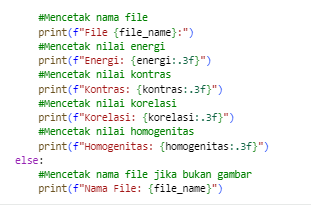 #Mencetak nama file
print(f"File {file_name}:")
#Mencetak nilai energi
print(f"Energi: {energi:.3f}")
#Mencetak nilai kontras
print(f"Kontras: {kontras:.3f}")
#Mencetak nilai korelasi
print(f"Korelasi: {korelasi:.3f}")
#Mencetak nilai homogenitas
print(f"Homogenitas: {homogenitas:.3f}")
else:
#Mencetak nama file jika bukan gambar
print(f"Nama File: {file_name}")